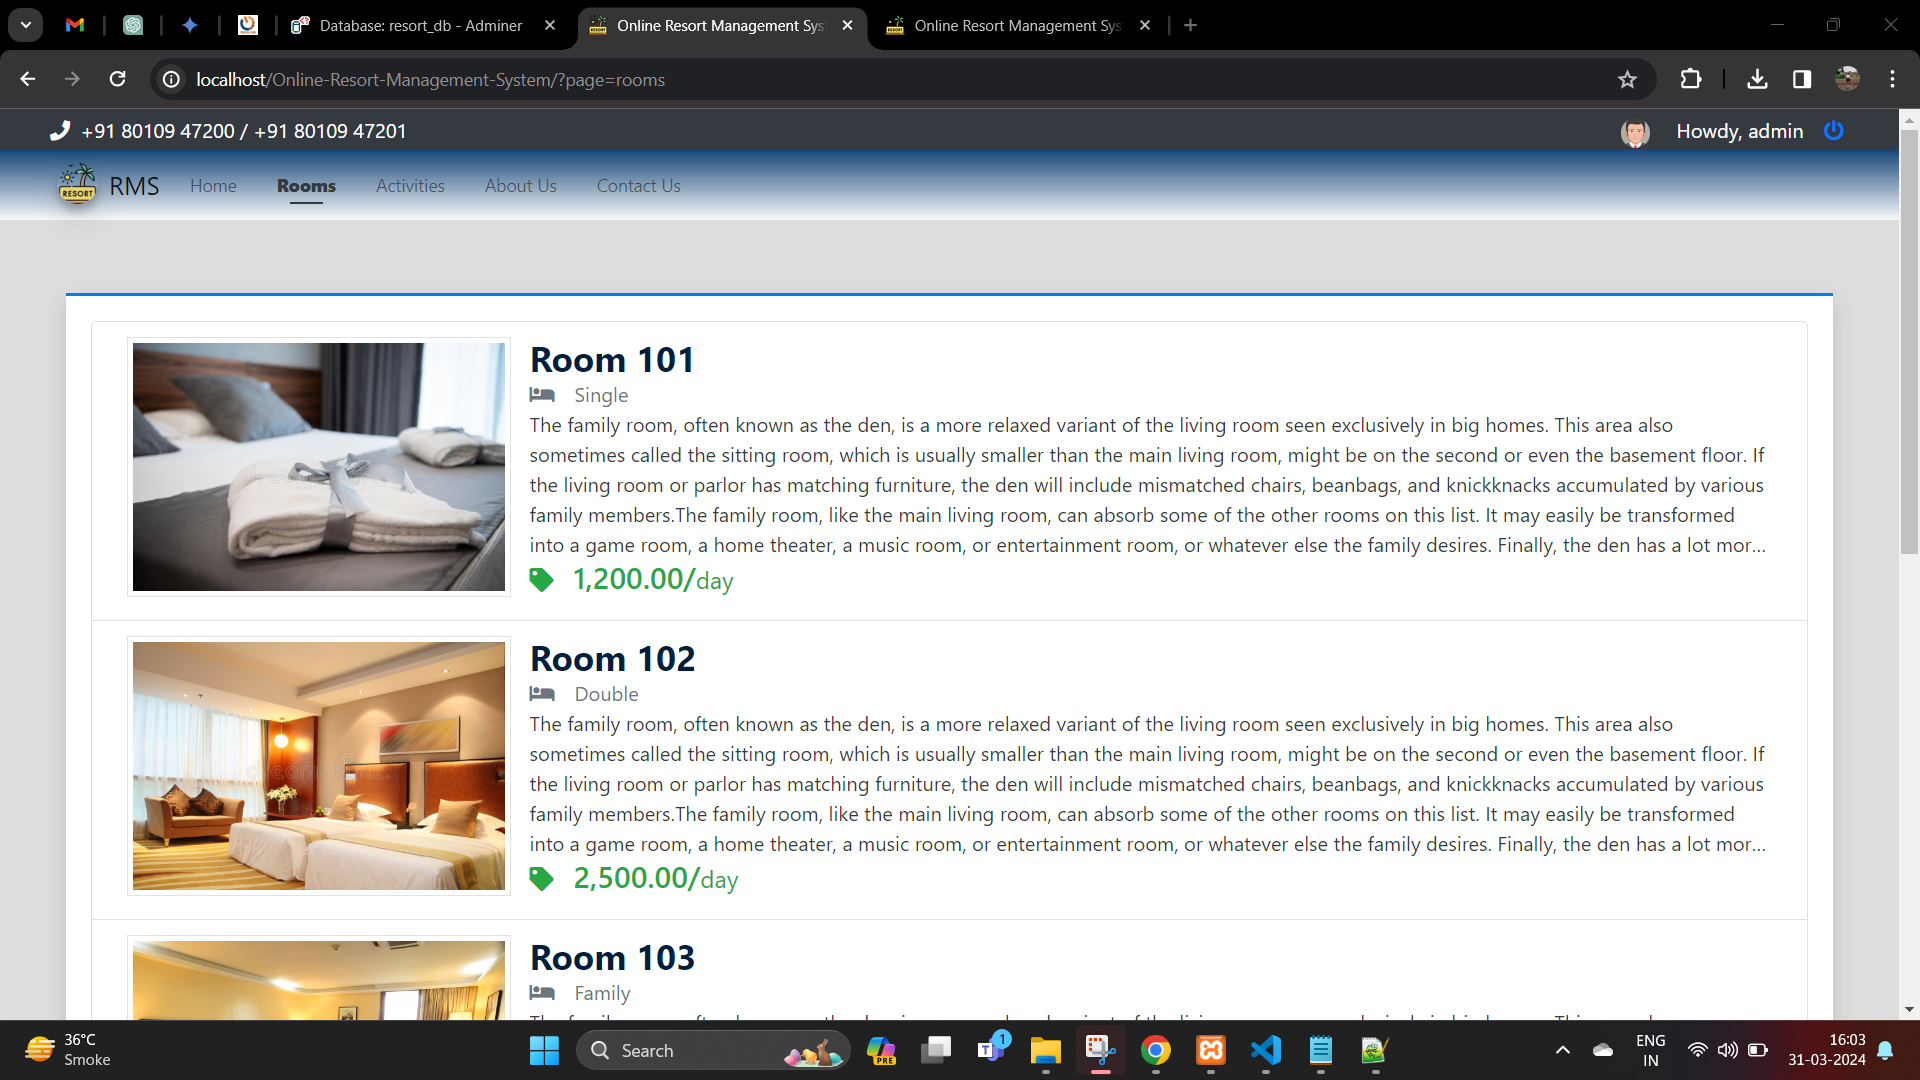 Database: resort_db - Adminer
Online Resort Management Sys
Online Resort Management Sys
localhost/Online-Resort-Management-System/?page=rooms
+91 80109 47200 / +91 80109 47201
Howdy, admin
RESORT
RMS
Home
Rooms
Activities
About Us
Contact Us
Room 101
Single
The family room, often known as the den, is a more relaxed variant of the living room seen exclusively in big homes. This area also
sometimes called the sitting room, which is usually smaller than the main living room, might be on the second or even the basement floor. If
the living room or parlor has matching furniture, the den will include mismatched chairs, beanbags, and knickknacks accumulated by various
family members.The family room, like the main living room, can absorb some of the other rooms on this list. It may easily be transformed
into a game room, a home theater, a music room, or entertainment room, or whatever else the family desires. Finally, the den has a lot mor...
1,200.00/day
Room 102
Double
The family room, often known as the den, is a more relaxed variant of the living room seen exclusively in big homes. This area also
sometimes called the sitting room, which is usually smaller than the main living room, might be on the second or even the basement floor. If
the living room or parlor has matching furniture, the den will include mismatched chairs, beanbags, and knickknacks accumulated by various
family members.The family room, like the main living room, can absorb some of the other rooms on this list. It may easily be transformed
into a game room, a home theater, a music room, or entertainment room, or whatever else the family desires. Finally, the den has a lot mor...
2,500.00/day
Room 103
Family
36°C
Smoke
Search
PRE
1
ENG
IN
16:03
31-03-2024